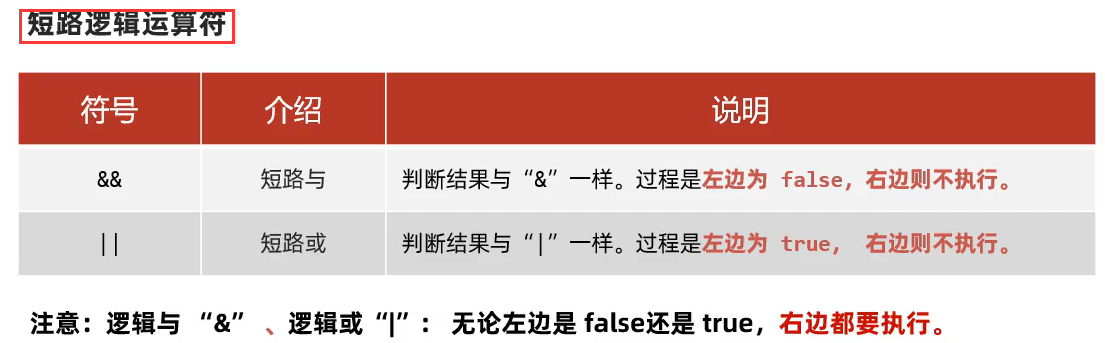 短路逻辑运算符
符号 介绍 说明
&& 短路与 判断结果与“&”一样。过程是左边为 false，右边则不执行。
|| 短路或 判断结果与“|”一样。过程是左边为 true， 右边则不执行。
注意：逻辑与 “&” 、逻辑或“|”： 无论左边是 false还是 true，右边都要执行。